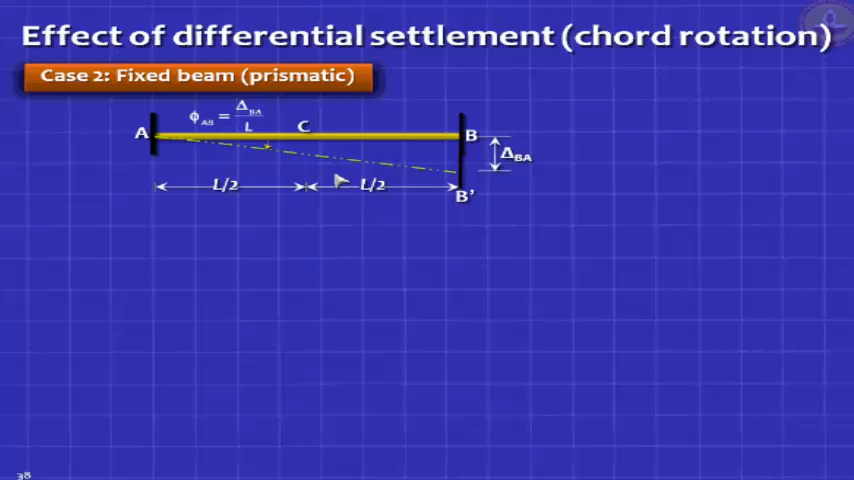 Effect of differential settlement (chord rotation)
Case 2: Fixed beam (prismatic)
ϕAB = ΔBA / L
A
C
B
ΔBA
L/2
L/2
B'
38